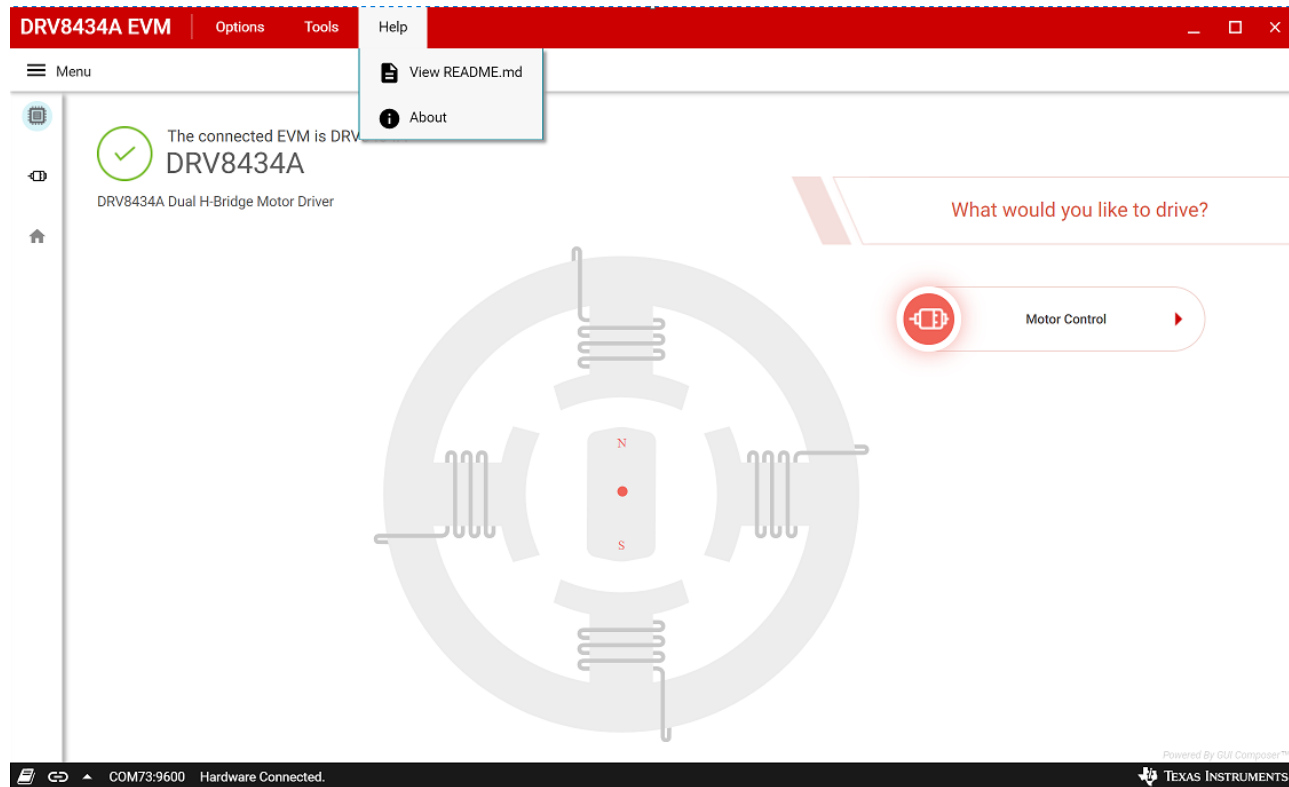 DRV8434A EVM Options Tools Help
Menu
View README.md
About
The connected EVM is DRV
DRV8434A
DRV8434A Dual H-Bridge Motor Driver
What would you like to drive?
Motor Control
N
S
Powered By GUI Composer™
COM73:9600 Hardware Connected.
TEXAS INSTRUMENTS